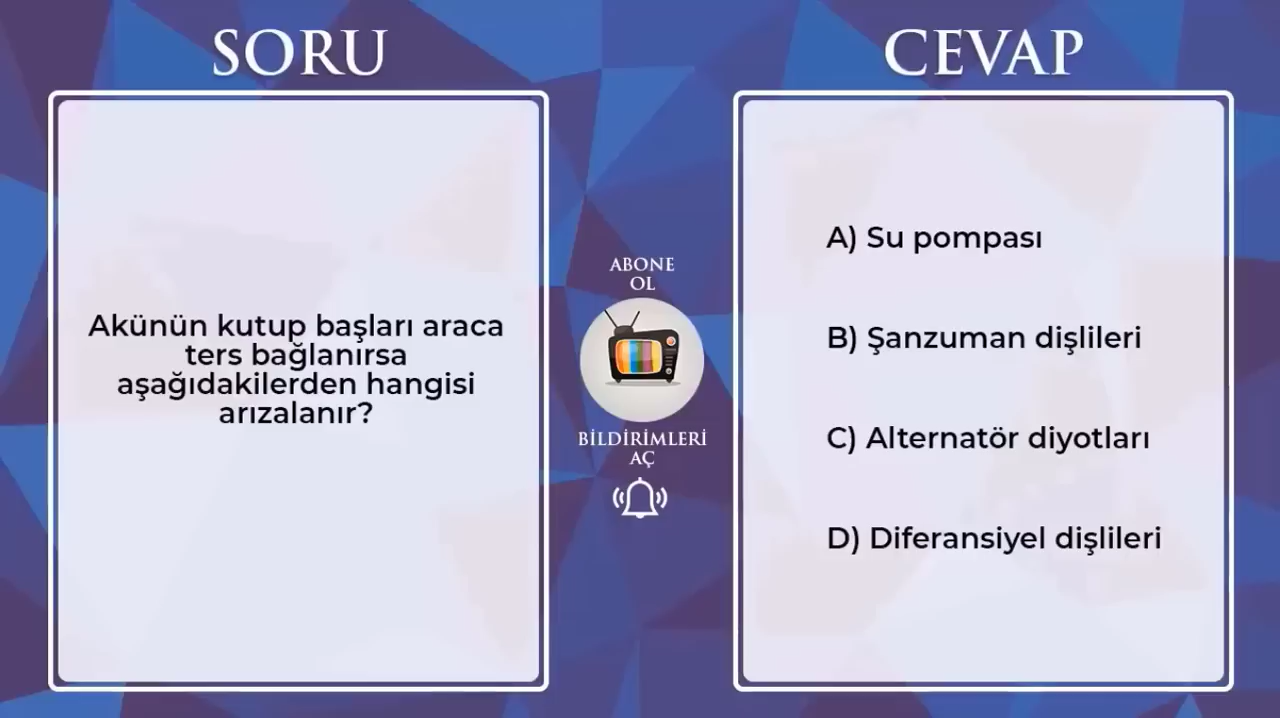 SORU
Akünün kutup başları araca
ters bağlanırsa
aşağıdakilerden hangisi
arızalanır?
ABONE
OL
BİLDİRİMLERİ
AÇ
CEVAP
A) Su pompası
B) Şanzuman dişlileri
C) Alternatör diyotları
D) Diferansiyel dişlileri